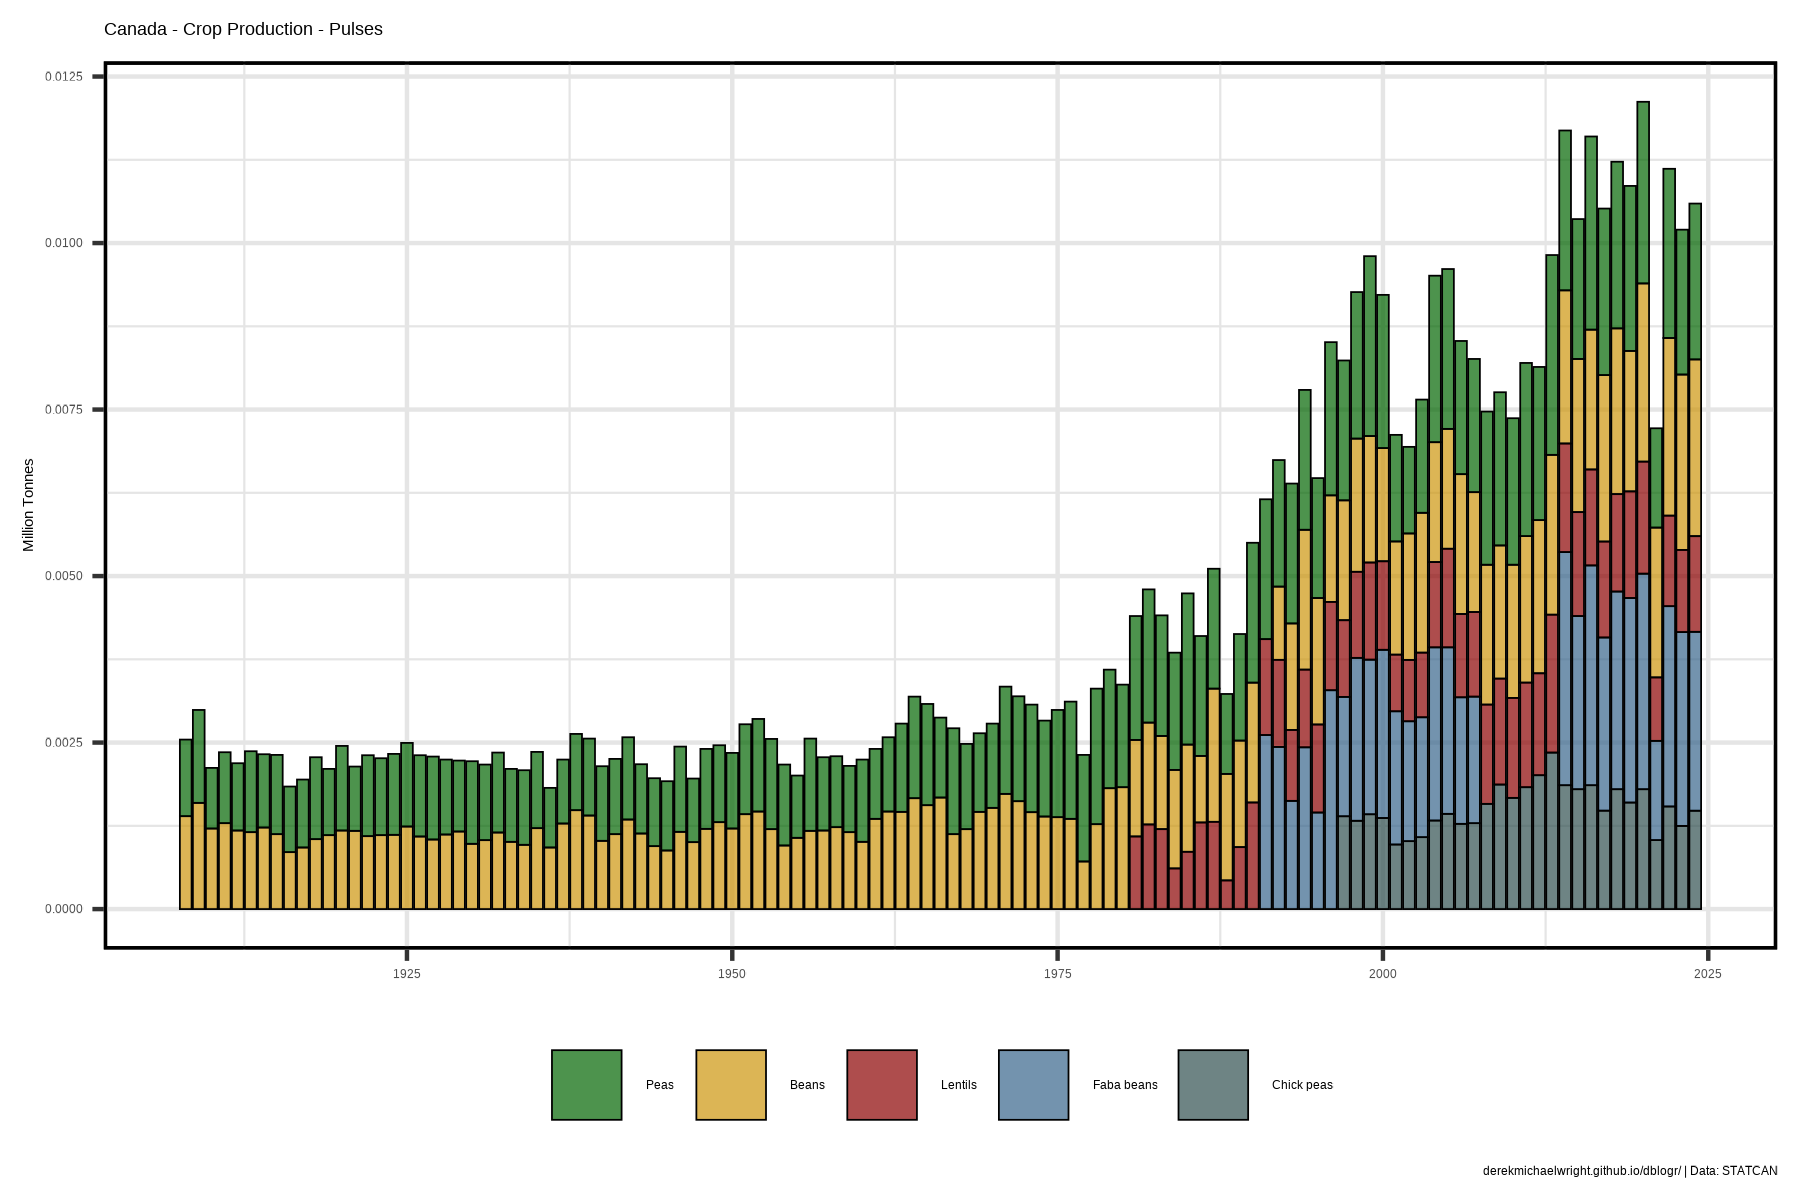 Canada - Crop Production - Pulses
0.0125
0.0100
0.0075
0.0050
0.0025
0.0000
Million Tonnes
1925 1950 1975 2000 2025
Peas Beans Lentils Faba beans Chick peas
derekmichaelwright.github.io/dblogr/ | Data: STATCAN